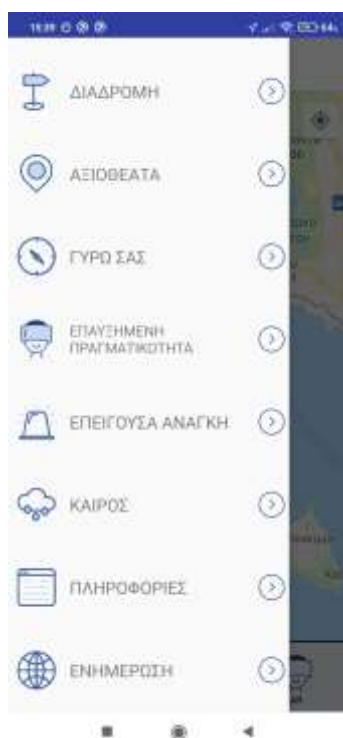 ΔΙΑΔΡΟΜΗ
ΑΞΙΟΘΕΑΤΑ
ΓΥΡΩ ΣΑΣ
ΕΠΑΥΞΗΜΕΝΗ
ΠΡΑΓΜΑΤΙΚΟΤΗΤΑ
ΕΠΕΙΓΟΥΣΑ ΑΝΑΓΚΗ
ΚΑΙΡΟΣ
ΠΛΗΡΟΦΟΡΙΕΣ
ΕΝΗΜΕΡΩΣΗ